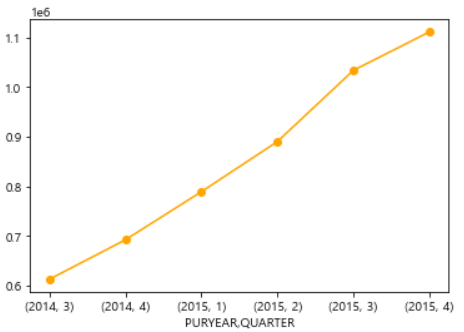 1e6
1.1
1.0
0.9
0.8
0.7
0.6
(2014, 3) (2014, 4) (2015, 1) (2015, 2) (2015, 3) (2015, 4)
PURYEAR,QUARTER